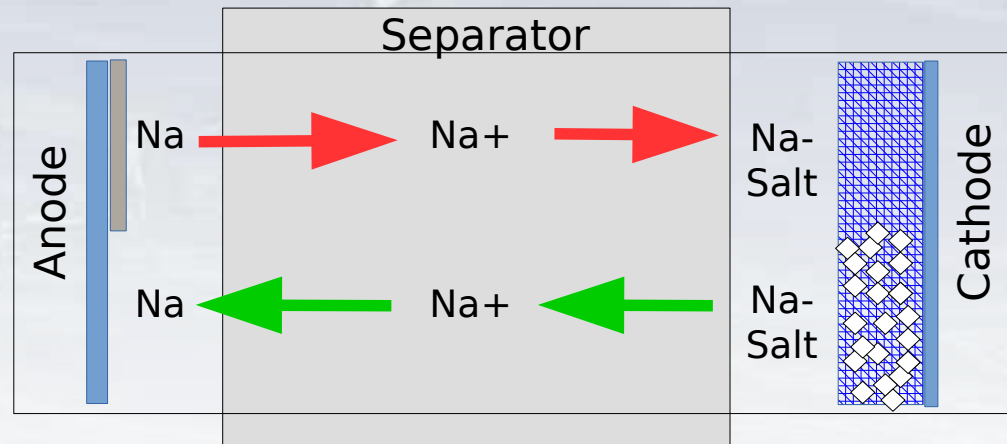 Separator
Anode
Na
Na+
Na-
Salt
Cathode
Na
Na+
Na-
Salt